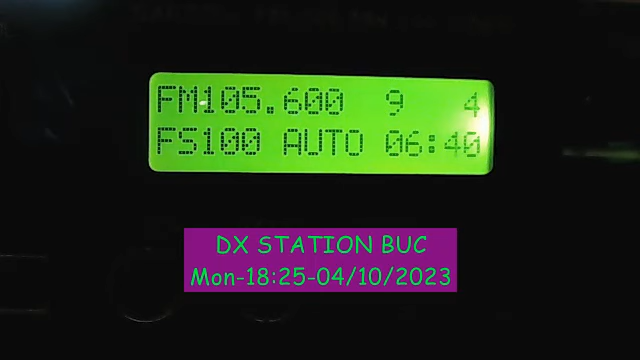 FM105.600 9 4
FS100 AUTO 06:40
DX STATION BUC
Mon-18:25-04/10/2023